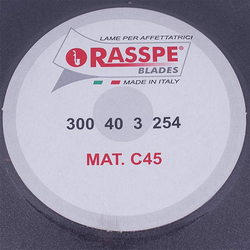 LAME PER AFFETTATRICI
RASSPE
BLADES
MADE IN ITALY
300 40 3 254
MAT. C45